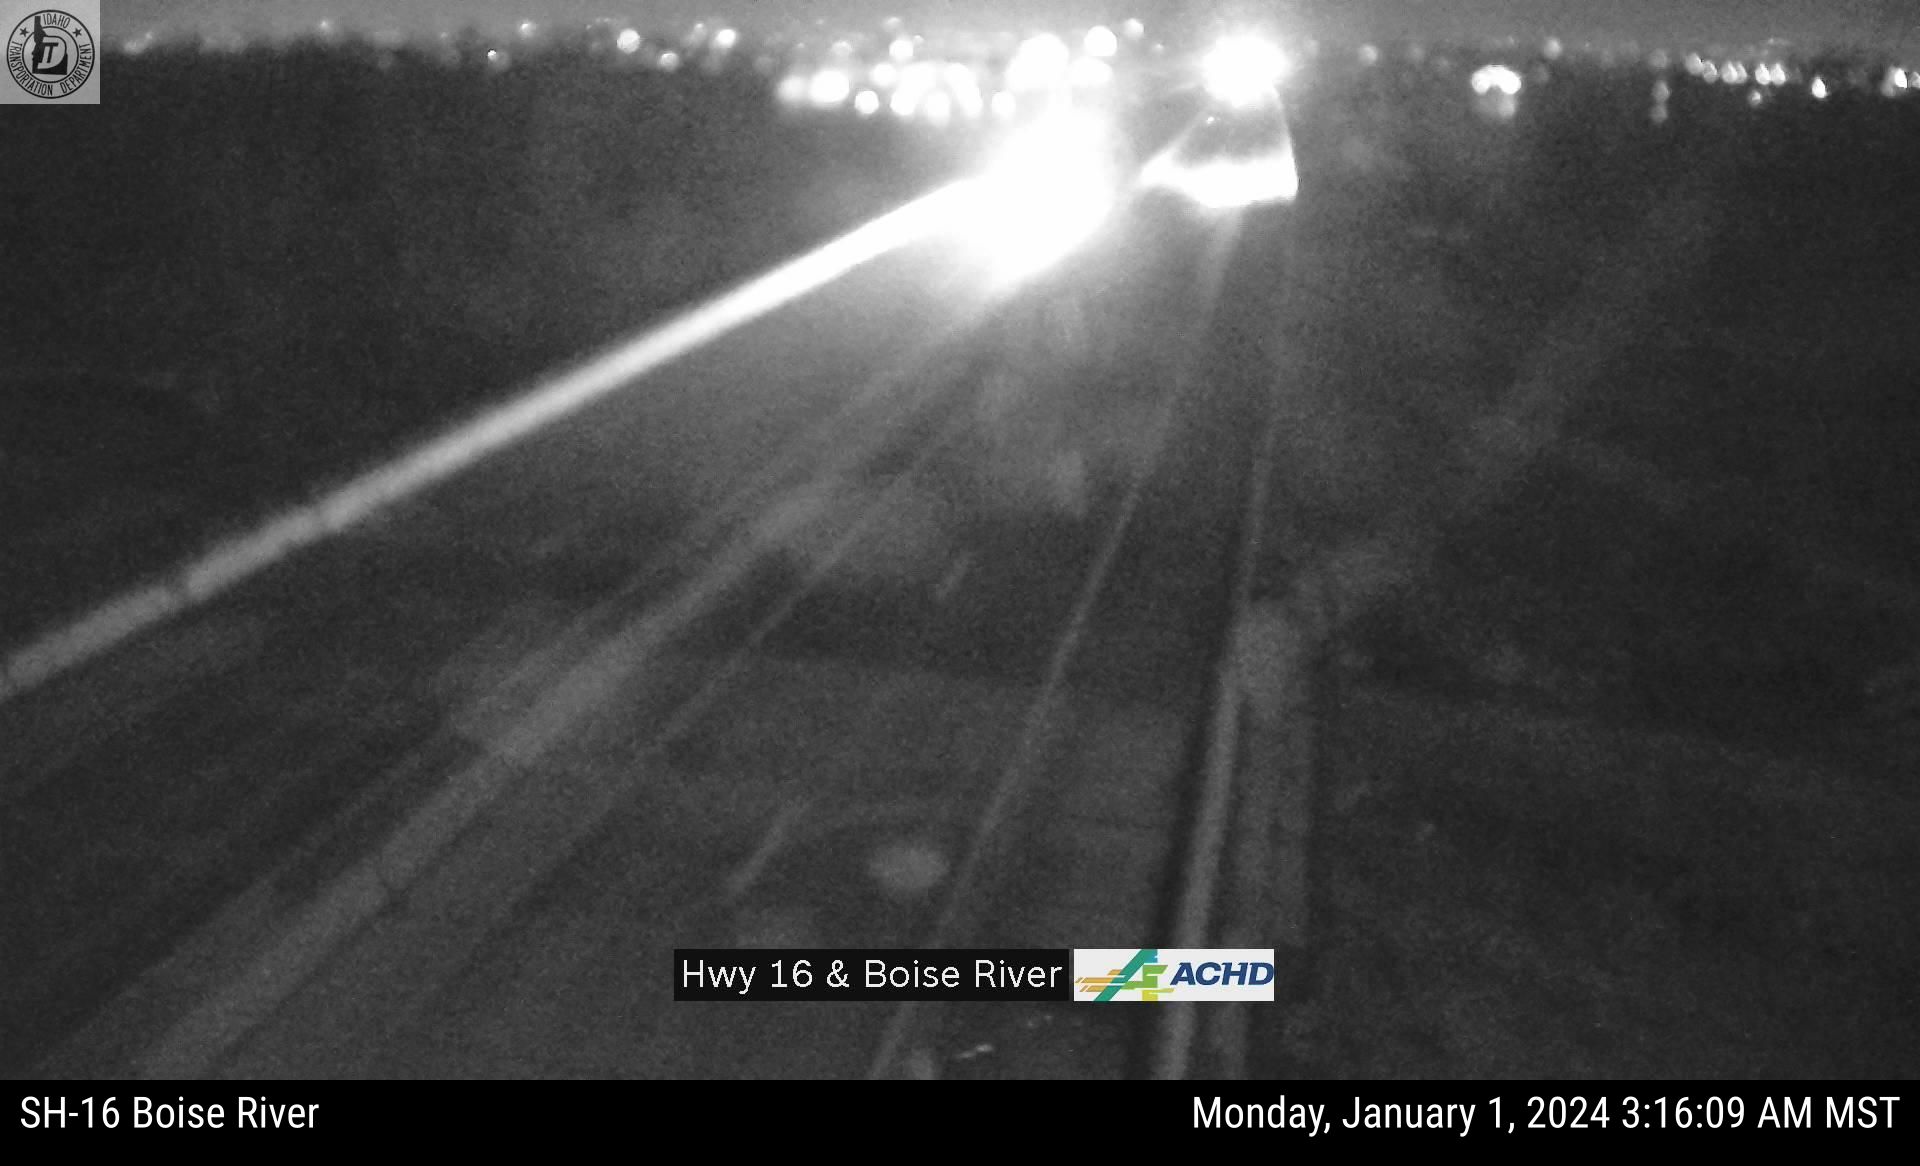 IDAHO
TRANSPORTATION DEPARTMENT
Hwy 16 & Boise River
ACHD
SH-16 Boise River
Monday, January 1, 2024 3:16:09 AM MST